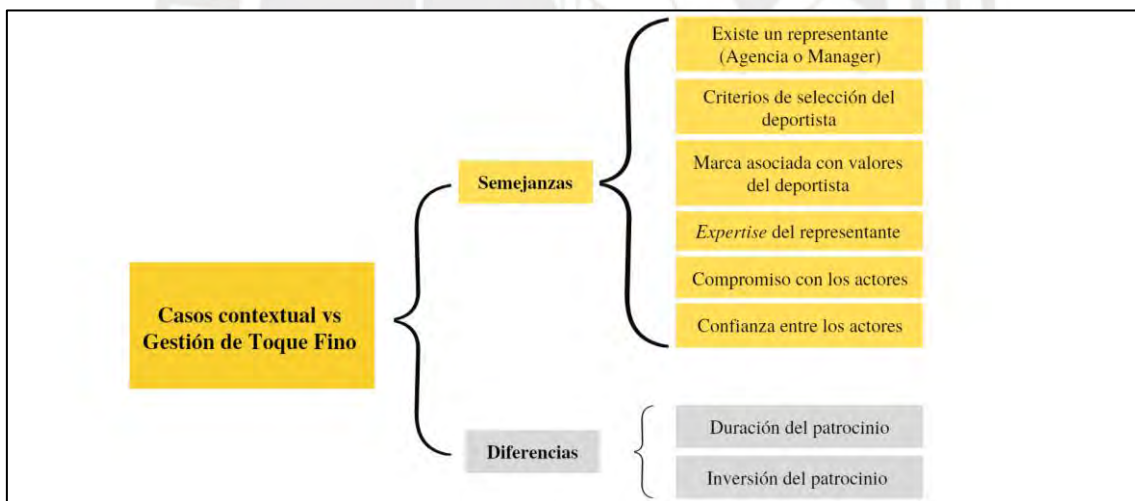 Existe un representante
(Agencia o Manager)
Criterios de selección del
deportista
Marca asociada con valores
del deportista
Semejanzas
Expertise del representante
Compromiso con los actores
Confianza entre los actores
Casos contextual vs
Gestión de Toque Fino
Diferencias
Duración del patrocinio
Inversión del patrocinio